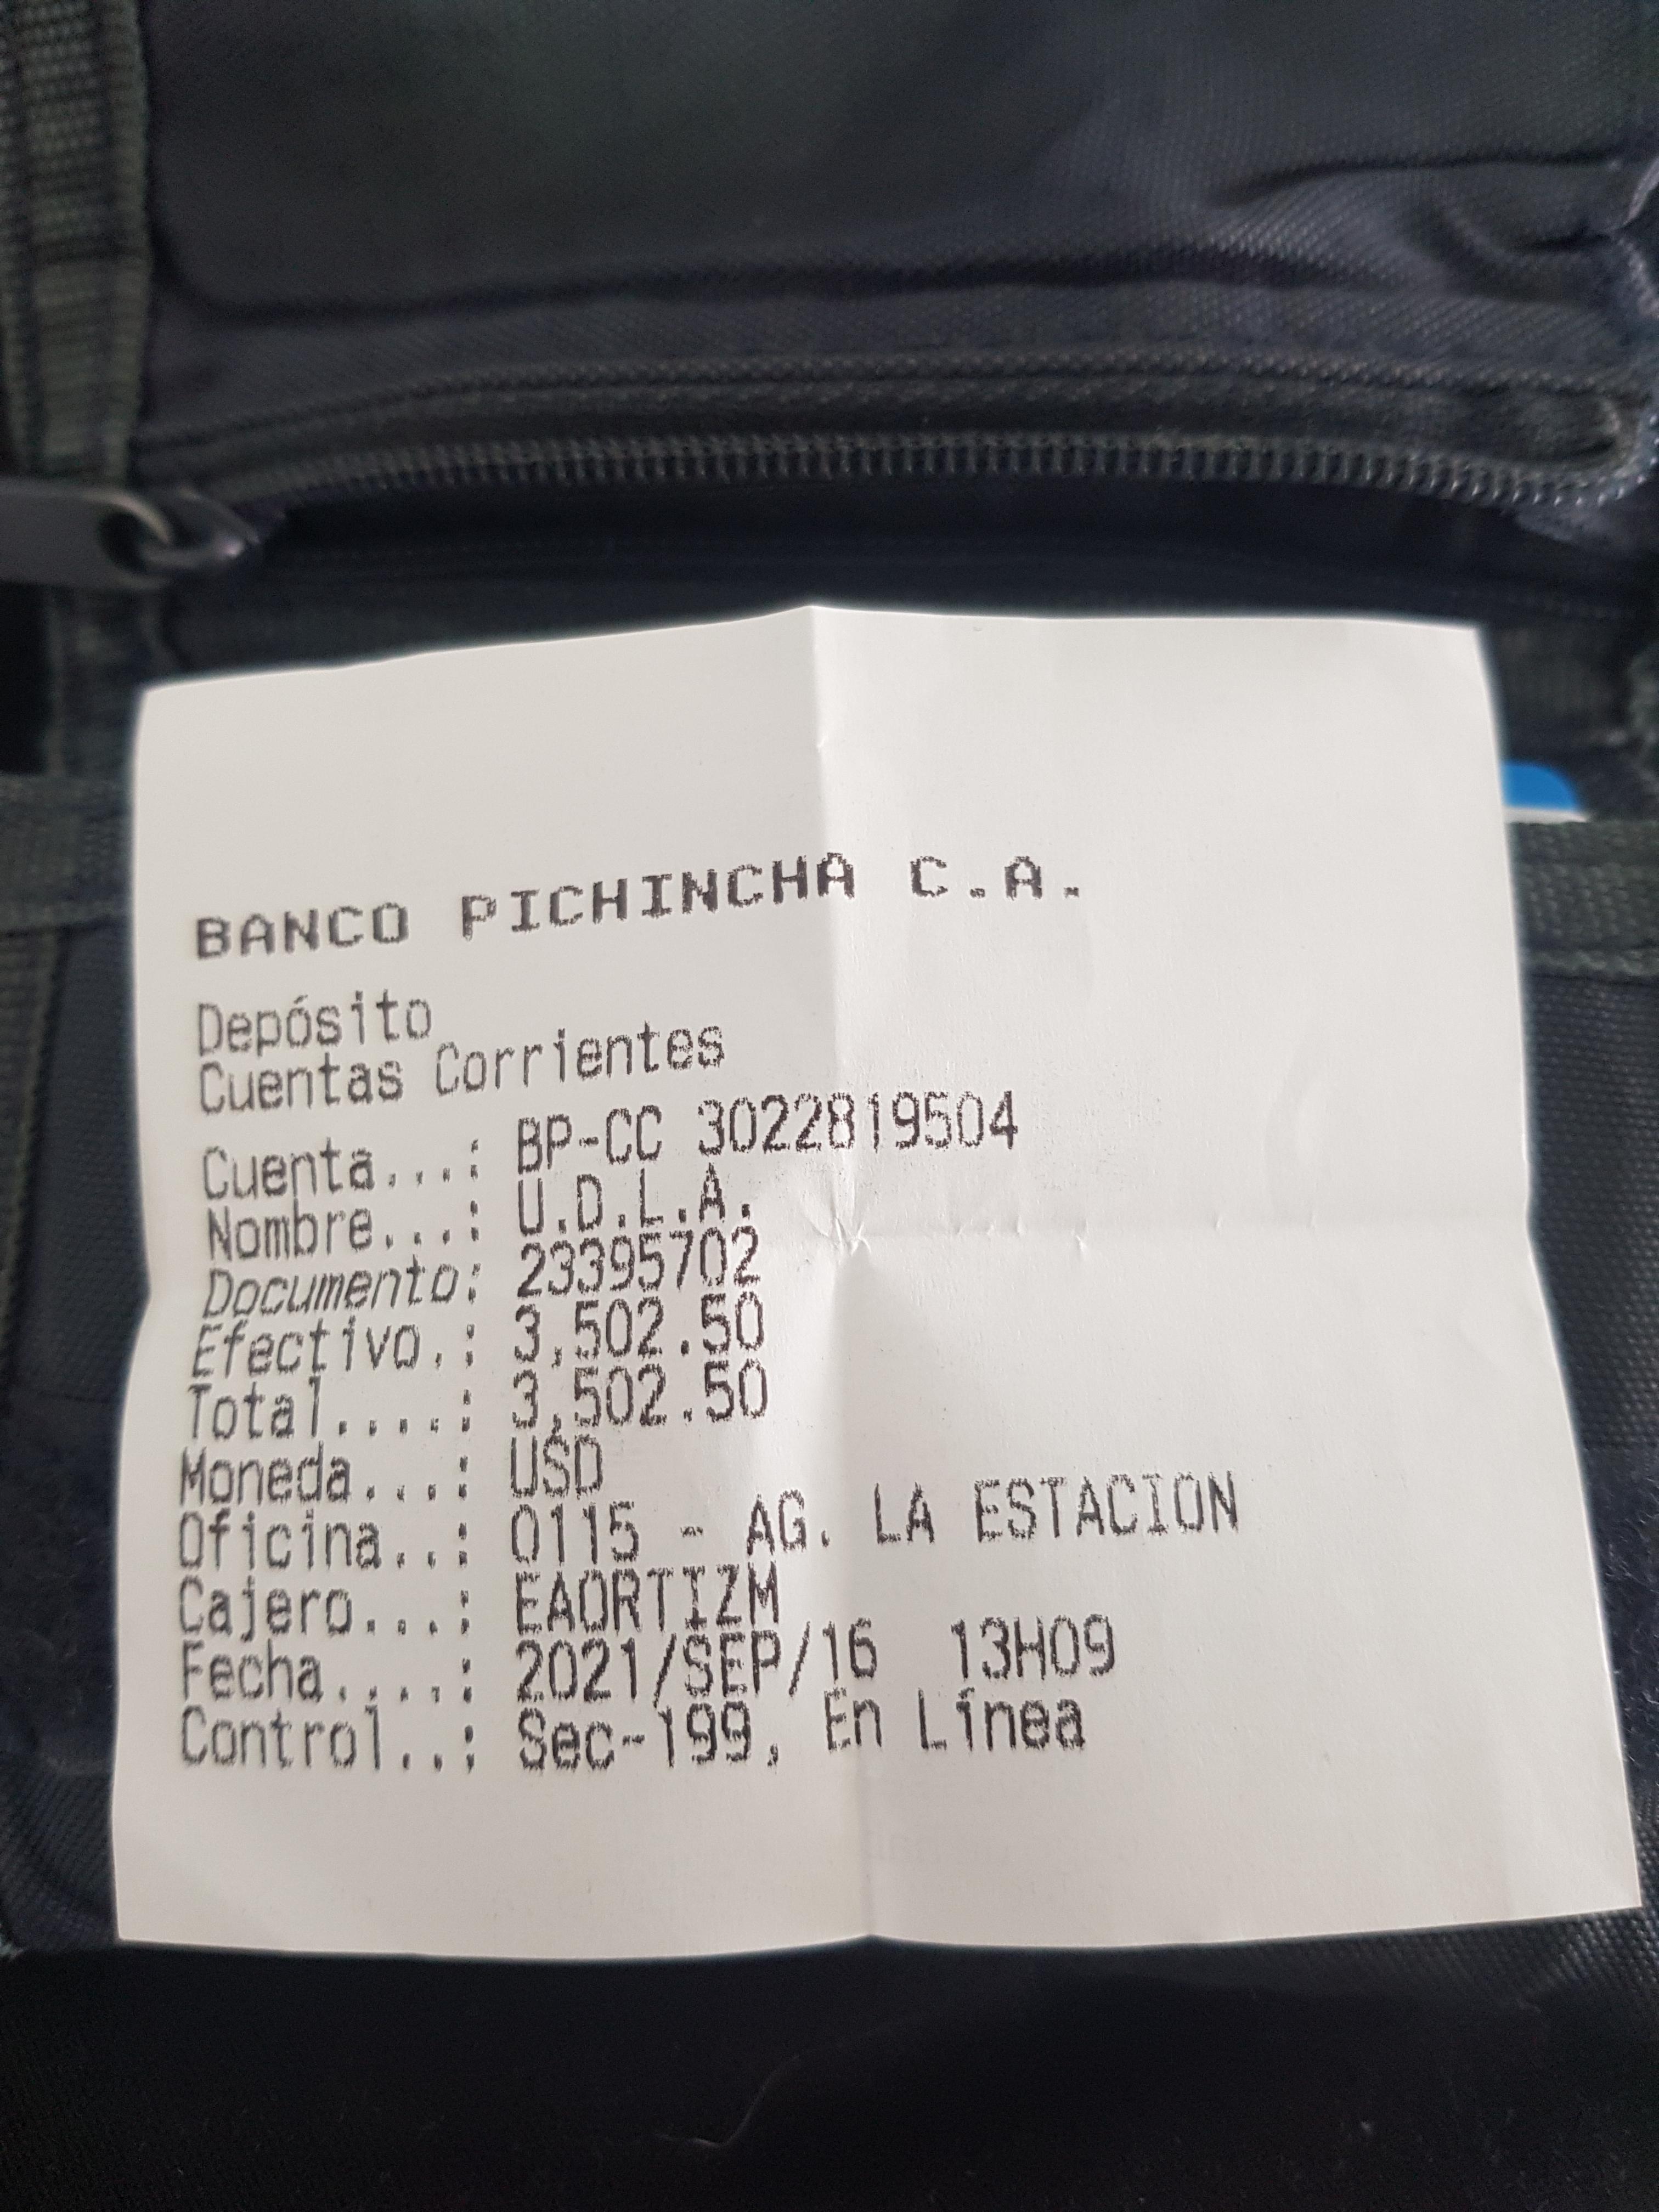 BANCO PICHINCHA C.A.
Depósito
Cuentas Corrientes
Cuenta...: BP-CC 3022819504
Nombre...: U.D.L.A.
Documento: 23395702
Efectivo.: 3,502.50
Total....: 3,502.50
Moneda...: USD
Oficina..: 0115 - AG. LA ESTACION
Cajero...: EAORTIZM
Fecha....: 2021/SEP/16 13H09
Control..: Sec-199, En Línea